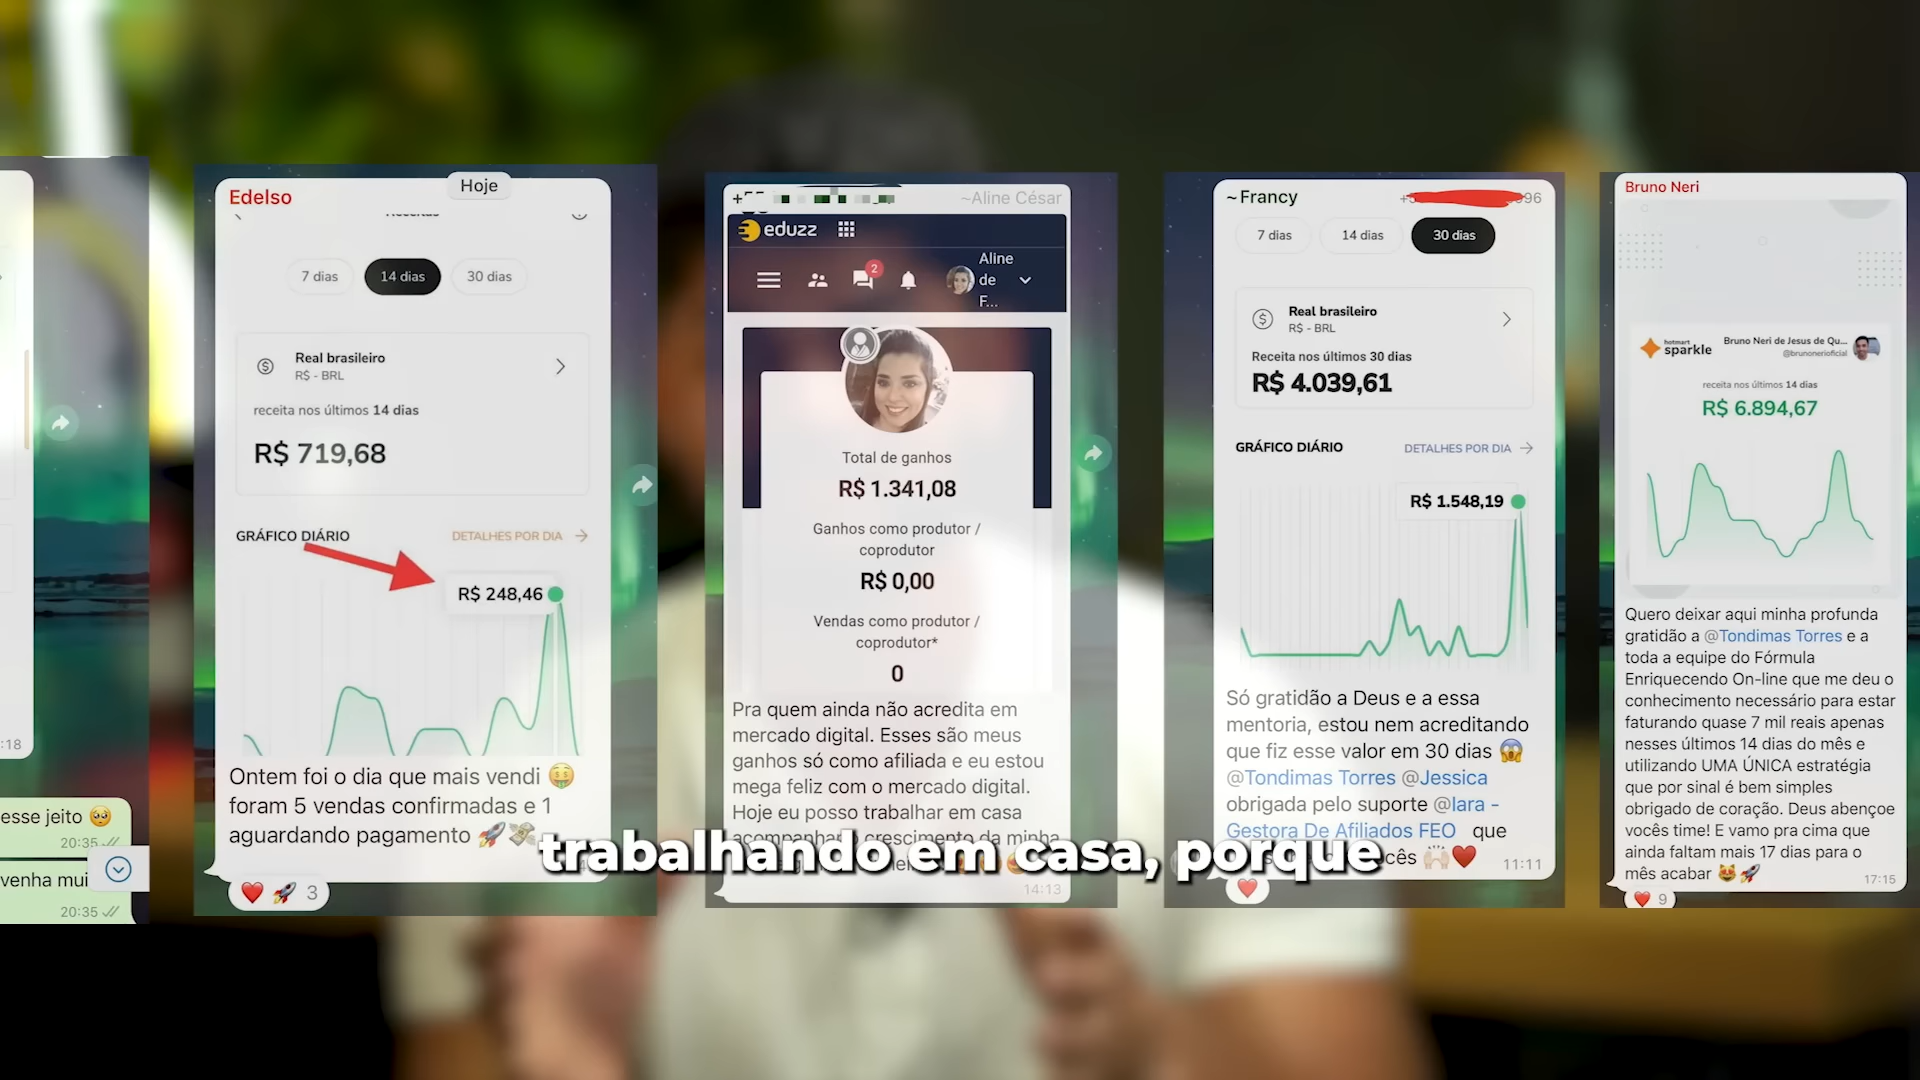 :18
esse jeito 🥺
20:35
venha mui
20:35
Edelso
Hoje
Receitas
7 dias
14 dias
30 dias
Real brasileiro
R$ - BRL
receita nos últimos 14 dias
R$ 719,68
GRÁFICO DIÁRIO
DETALHES POR DIA
R$ 248,46
Ontem foi o dia que mais vendi 🤑
foram 5 vendas confirmadas e 1
aguardando pagamento 🚀💸
❤️ 🚀 3
~Aline César
eduzz
2
Aline
de
F...
Total de ganhos
R$ 1.341,08
Ganhos como produtor /
coprodutor
R$ 0,00
Vendas como produtor /
coprodutor*
0
Pra quem ainda não acredita em
mercado digital. Esses são meus
ganhos só como afiliada e eu estou
mega feliz com o mercado digital.
Hoje eu posso trabalhar em casa
acompanhar o crescimento da minha
14:13
~Francy
996
7 dias
14 dias
30 dias
Real brasileiro
R$ - BRL
Receita nos últimos 30 dias
R$ 4.039,61
GRÁFICO DIÁRIO
DETALHES POR DIA
R$ 1.548,19
Só gratidão a Deus e a essa
mentoria, estou nem acreditando
que fiz esse valor em 30 dias 😱
@Tondimas Torres @Jessica
obrigada pelo suporte @Iara -
Gestora De Afiliados FEO que
🙌🏻❤️
11:11
❤️
Bruno Neri
hotmart
sparkle
Bruno Neri de Jesus de Qu...
@brunonerioficial
receita nos últimos 14 dias
R$ 6.894,67
Quero deixar aqui minha profunda
gratidão a @Tondimas Torres e a
toda a equipe do Fórmula
Enriquecendo On-line que me deu o
conhecimento necessário para estar
faturando quase 7 mil reais apenas
nesses últimos 14 dias do mês e
utilizando UMA ÚNICA estratégia
que por sinal é bem simples
obrigado de coração. Deus abençoe
vocês time! E vamo pra cima que
ainda faltam mais 17 dias para o
mês acabar 😻🚀
17:15
❤️ 9
trabalhando em casa, porque